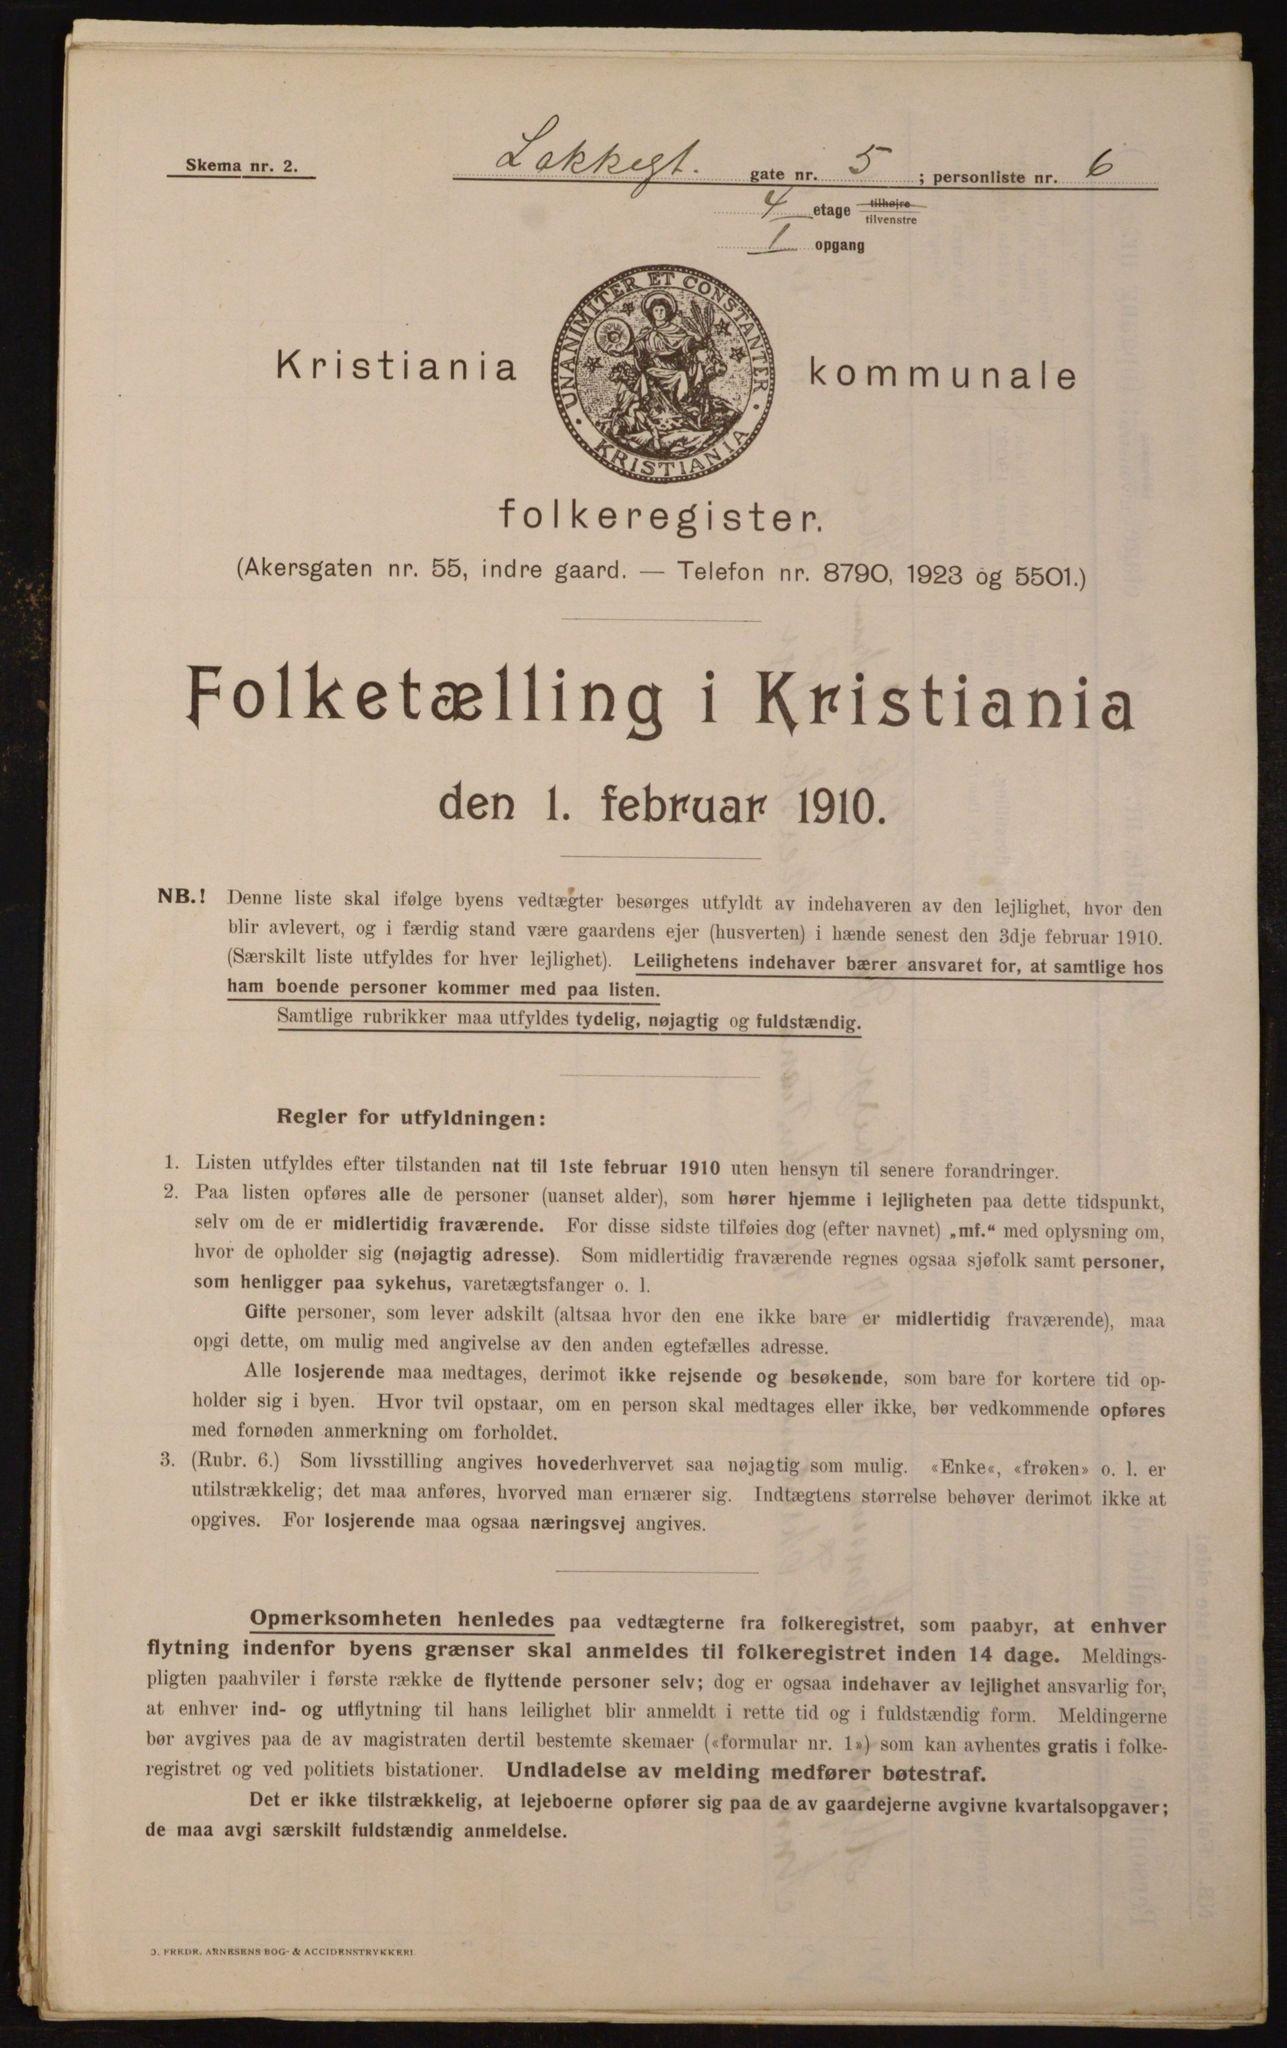 Skema nr. 2.
Lakkegt. gate nr. 5 ; personliste nr. 6
4 etage tilhøjre
tilvenstre
1 opgang
UNANIMITER ET CONSTANTER
KRISTIANIA
Kristiania kommunale
folkeregister.
(Akersgaten nr. 55, indre gaard. — Telefon nr. 8790, 1923 og 5501.)
Folketælling i Kristiania
den 1. februar 1910.
NB.! Denne liste skal ifølge byens vedtægter besørges utfyldt av indehaveren av den lejlighet, hvor den
blir avlevert, og i færdig stand være gaardens ejer (husverten) i hænde senest den 3dje februar 1910.
(Særskilt liste utfyldes for hver lejlighet). Leilighetens indehaver bærer ansvaret for, at samtlige hos
ham boende personer kommer med paa listen.
Samtlige rubrikker maa utfyldes tydelig, nøjagtig og fuldstændig.
Regler for utfyldningen:
1. Listen utfyldes efter tilstanden nat til 1ste februar 1910 uten hensyn til senere forandringer.
2. Paa listen opføres alle de personer (uanset alder), som hører hjemme i lejligheten paa dette tidspunkt,
selv om de er midlertidig fraværende. For disse sidste tilføies dog (efter navnet) „mf.“ med oplysning om,
hvor de opholder sig (nøjagtig adresse). Som midlertidig fraværende regnes ogsaa sjøfolk samt personer,
som henligger paa sykehus, varetægtsfanger o. l.
Gifte personer, som lever adskilt (altsaa hvor den ene ikke bare er midlertidig fraværende), maa
opgi dette, om mulig med angivelse av den anden egtefælles adresse.
Alle losjerende maa medtages, derimot ikke rejsende og besøkende, som bare for kortere tid op-
holder sig i byen. Hvor tvil opstaar, om en person skal medtages eller ikke, bør vedkommende opføres
med fornøden anmerkning om forholdet.
3. (Rubr. 6.) Som livsstilling angives hovederhvervet saa nøjagtig som mulig. «Enke«, «frøken» o. l. er
utilstrækkelig; det maa anføres, hvorved man ernærer sig. Indtægtens størrelse behøver derimot ikke at
opgives. For losjerende maa ogsaa næringsvej angives.
Opmerksomheten henledes paa vedtægterne fra folkeregistret, som paabyr, at enhver
flytning indenfor byens grænser skal anmeldes til folkeregistret inden 14 dage. Meldings-
pligten paahviler i første række de flyttende personer selv; dog er ogsaa indehaver av lejlighet ansvarlig for,
at enhver ind- og utflytning til hans leilighet blir anmeldt i rette tid og i fuldstændig form. Meldingerne
bør avgives paa de av magistraten dertil bestemte skemaer («formular nr. 1») som kan avhentes gratis i folke-
registret og ved politiets bistationer. Undladelse av melding medfører bøtestraf.
Det er ikke tilstrækkelig, at lejeboerne opfører sig paa de av gaardejerne avgivne kvartalsopgaver;
de maa avgi særskilt fuldstændig anmeldelse.
J. FREDR. ARNESENS BOG- & ACCIDENSTRYKKERI